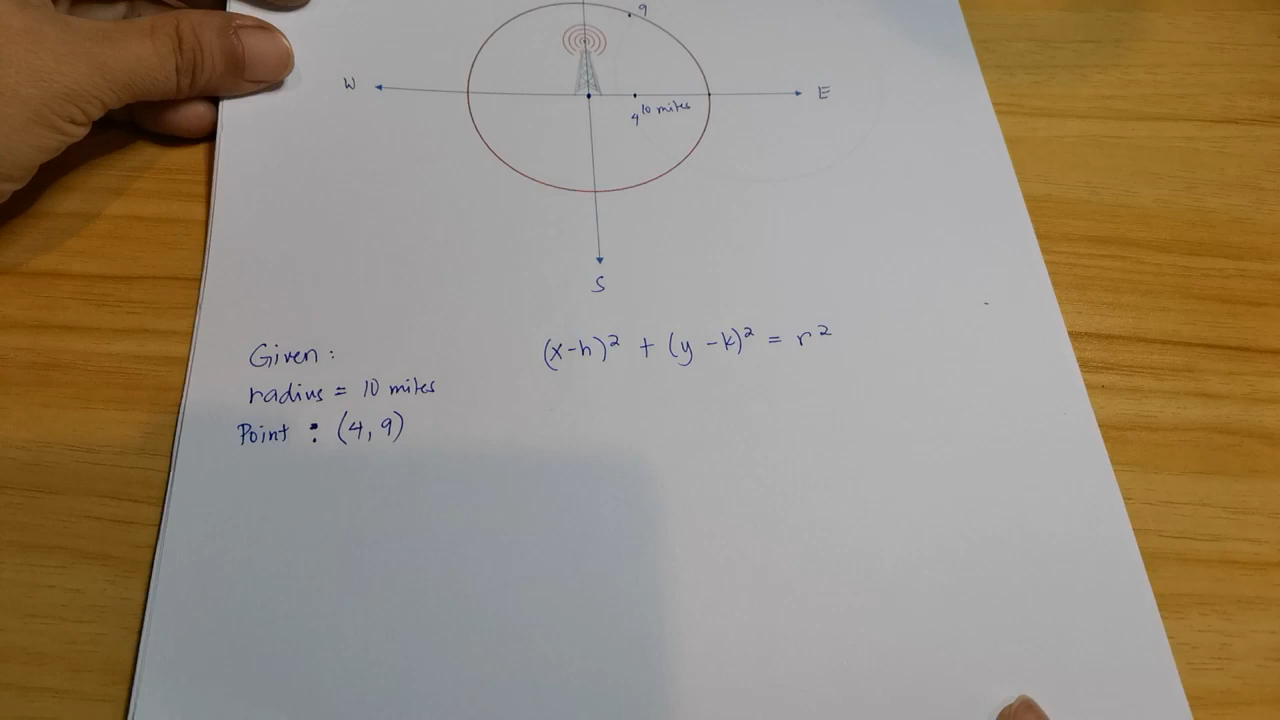 9
W
E
4 10 miles
S
Given :
(x-h)² + (y-k)² = r²
radius = 10 miles
Point : (4, 9)